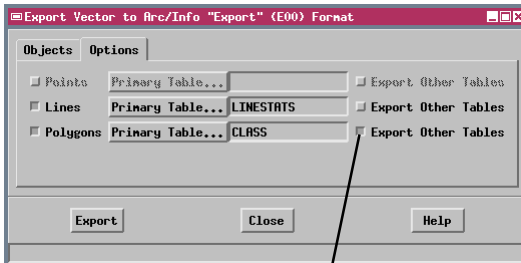 Export Vector to Arc/Info "Export" (E00) Format
Objects Options
Points Primary Table... Export Other Tables
Lines Primary Table... LINESTATS Export Other Tables
Polygons Primary Table... CLASS Export Other Tables
Export Close Help